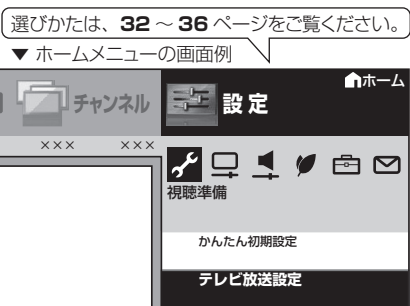 選びかたは、32 ～ 36 ページをご覧ください。
▼ ホームメニューの画面例
ホーム
チャンネル
設定
××× ×××
視聴準備
かんたん初期設定
テレビ放送設定